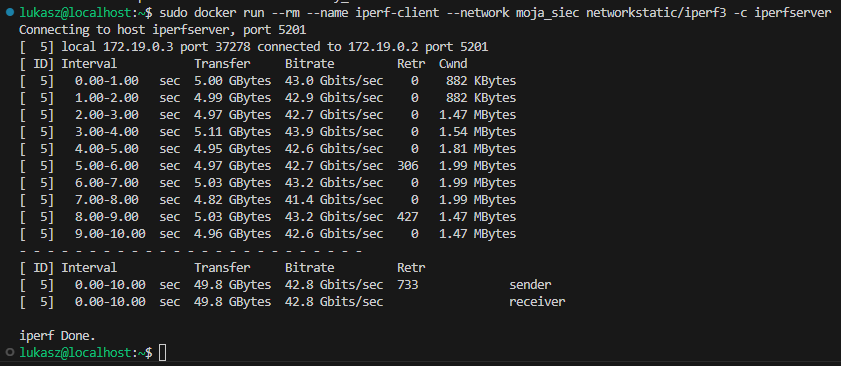 lukasz@localhost:~$ sudo docker run --rm --name iperf-client --network moja_siec networkstatic/iperf3 -c iperfserver
Connecting to host iperfserver, port 5201
[  5] local 172.19.0.3 port 37278 connected to 172.19.0.2 port 5201
[ ID] Interval           Transfer     Bitrate         Retr  Cwnd
[  5]   0.00-1.00   sec  5.00 GBytes  43.0 Gbits/sec    0    882 KBytes
[  5]   1.00-2.00   sec  4.99 GBytes  42.9 Gbits/sec    0    882 KBytes
[  5]   2.00-3.00   sec  4.97 GBytes  42.7 Gbits/sec    0   1.47 MBytes
[  5]   3.00-4.00   sec  5.11 GBytes  43.9 Gbits/sec    0   1.54 MBytes
[  5]   4.00-5.00   sec  4.95 GBytes  42.6 Gbits/sec    0   1.81 MBytes
[  5]   5.00-6.00   sec  4.97 GBytes  42.7 Gbits/sec  306   1.99 MBytes
[  5]   6.00-7.00   sec  5.03 GBytes  43.2 Gbits/sec    0   1.99 MBytes
[  5]   7.00-8.00   sec  4.82 GBytes  41.4 Gbits/sec    0   1.99 MBytes
[  5]   8.00-9.00   sec  5.03 GBytes  43.2 Gbits/sec  427   1.47 MBytes
[  5]   9.00-10.00  sec  4.96 GBytes  42.6 Gbits/sec    0   1.47 MBytes
- - - - - - - - - - - - - - - - - - - - - - - - -
[ ID] Interval           Transfer     Bitrate         Retr
[  5]   0.00-10.00  sec  49.8 GBytes  42.8 Gbits/sec  733             sender
[  5]   0.00-10.00  sec  49.8 GBytes  42.8 Gbits/sec                  receiver
iperf Done.
lukasz@localhost:~$